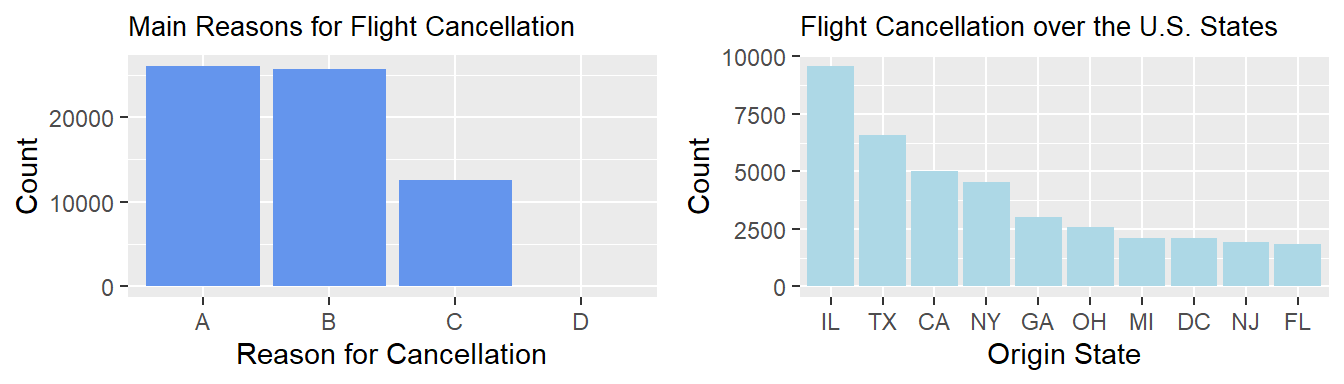 Main Reasons for Flight Cancellation
Count
20000
10000
0
A B C D
Reason for Cancellation
Flight Cancellation over the U.S. States
Count
10000
7500
5000
2500
0
IL TX CA NY GA OH MI DC NJ FL
Origin State